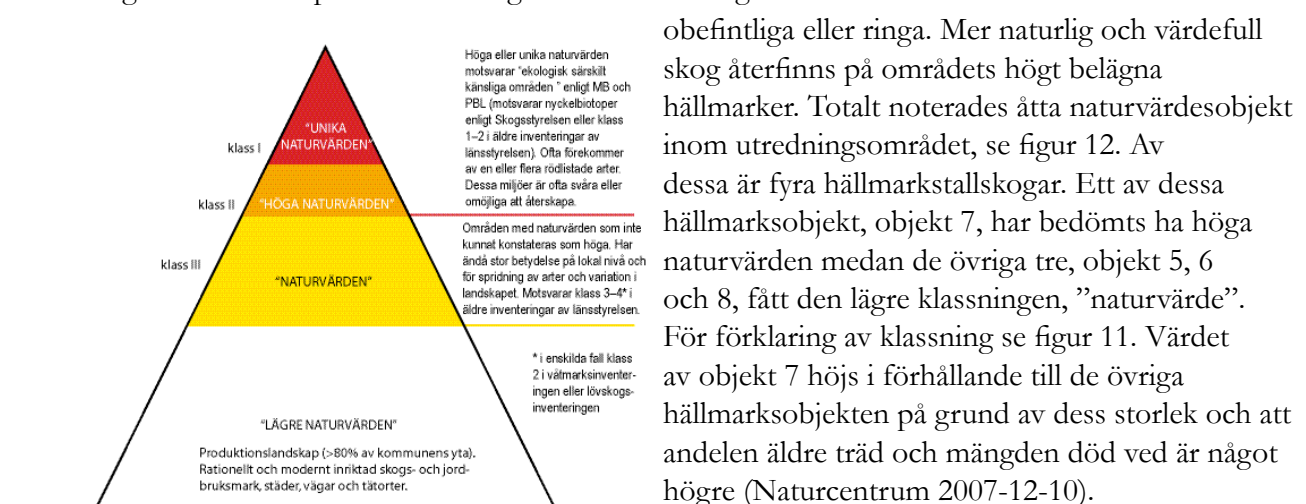 klass I
"UNIKA
NATURVÄRDEN"
klass II
"HÖGA NATURVÄRDEN"
klass III
"NATURVÄRDEN"
"LÄGRE NATURVÄRDEN"
Produktionslandskap (>80% av kommunens yta).
Rationellt och modernt inriktad skogs- och jord-
bruksmark, städer, vägar och tätorter.
Höga eller unika naturvärden
motsvarar "ekologisk särskilt
känsliga områden " enligt MB och
PBL (motsvarar nyckelbiotoper
enligt Skogsstyrelsen eller klass
1–2 i äldre inventeringar av
länsstyrelsen). Ofta förekommer
av en eller flera rödlistade arter.
Dessa miljöer är ofta svåra eller
omöjliga att återskapa.
Områden med naturvärden som inte
kunnat konstateras som höga. Har
ändå stor betydelse på lokal nivå och
för spridning av arter och variation i
landskapet. Motsvarar klass 3–4* i
äldre inventeringar av länsstyrelsen.
* i enskilda fall klass
2 i våtmarksinventer-
ingen eller lövskogs-
inventeringen
obefintliga eller ringa. Mer naturlig och värdefull
skog återfinns på områdets högt belägna
hällmarker. Totalt noterades åtta naturvärdesobjekt
inom utredningsområdet, se figur 12. Av
dessa är fyra hällmarkstallskogar. Ett av dessa
hällmarksobjekt, objekt 7, har bedömts ha höga
naturvärden medan de övriga tre, objekt 5, 6
och 8, fått den lägre klassningen, ”naturvärde”.
För förklaring av klassning se figur 11. Värdet
av objekt 7 höjs i förhållande till de övriga
hällmarksobjekten på grund av dess storlek och att
andelen äldre träd och mängden död ved är något
högre (Naturcentrum 2007-12-10).